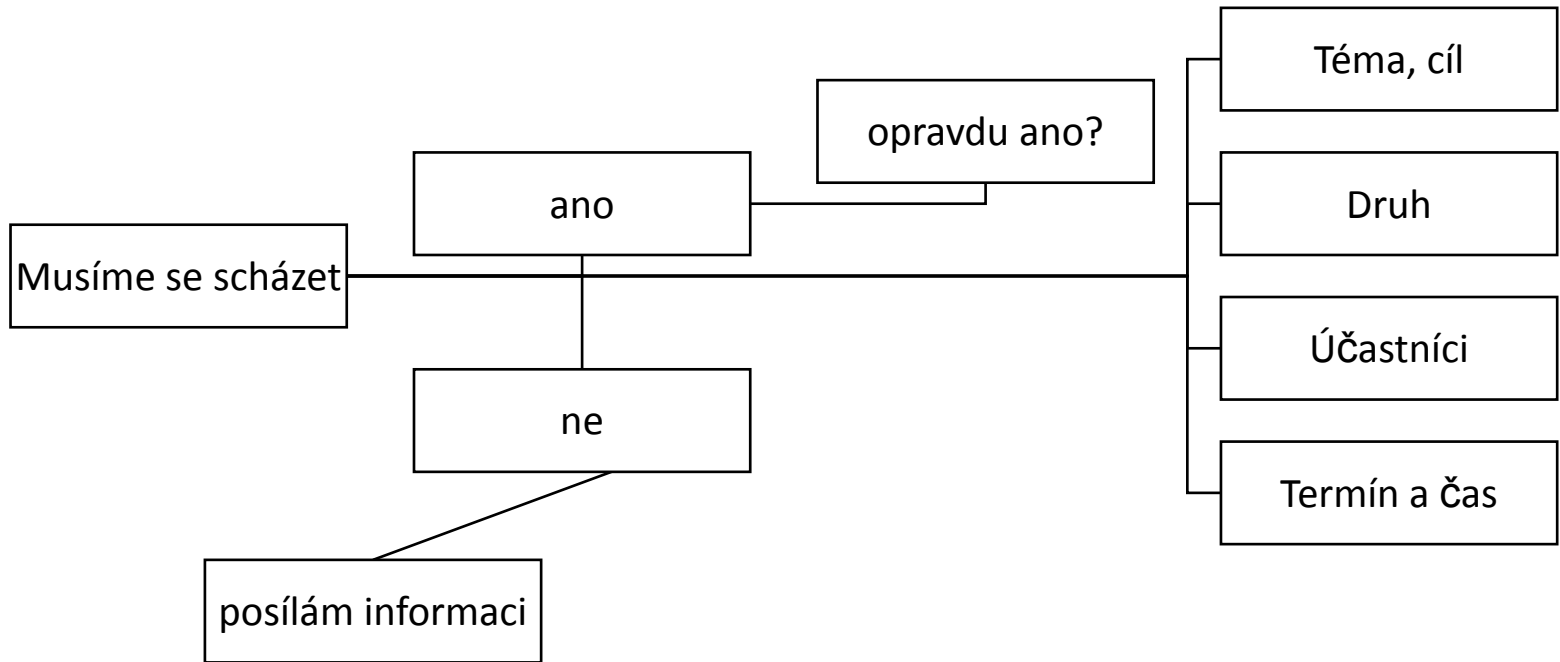 Musíme se scházet
ano
opravdu ano?
ne
posílám informaci
Téma, cíl
Druh
Účastníci
Termín a čas